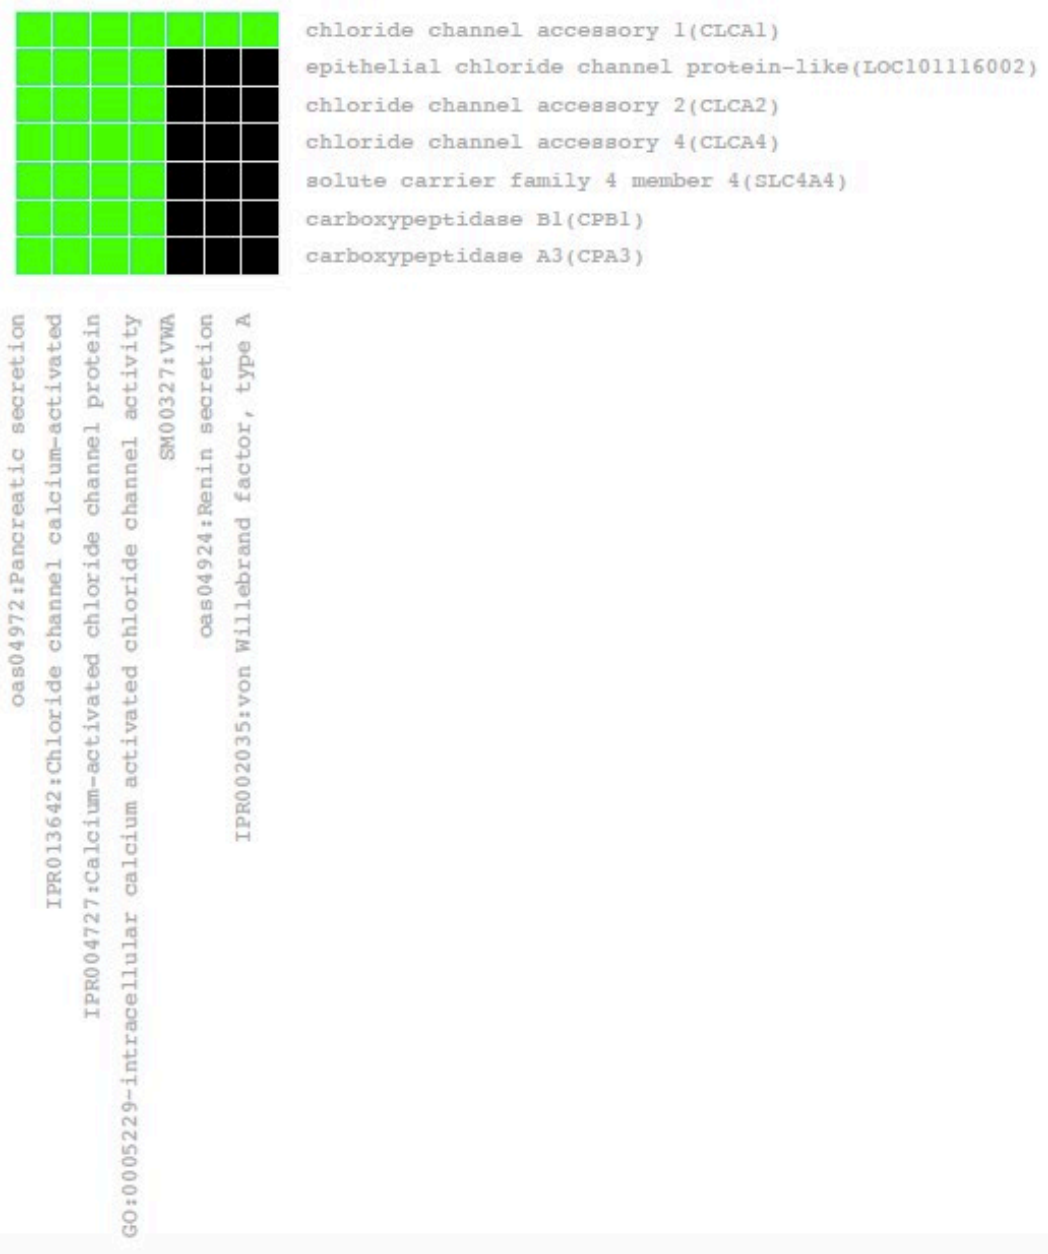 chloride channel accessory 1(CLCA1)
epithelial chloride channel protein-like(LOC101116002)
chloride channel accessory 2(CLCA2)
chloride channel accessory 4(CLCA4)
solute carrier family 4 member 4(SLC4A4)
carboxypeptidase B1(CPB1)
carboxypeptidase A3(CPA3)
oas04972:Pancreatic secretion
IPR013642:Chloride channel calcium-activated
IPR004727:Calcium-activated chloride channel protein
GO:0005229~intracellular calcium activated chloride channel activity
SM00327:VWA
oas04924:Renin secretion
IPR002035:von Willebrand factor, type A